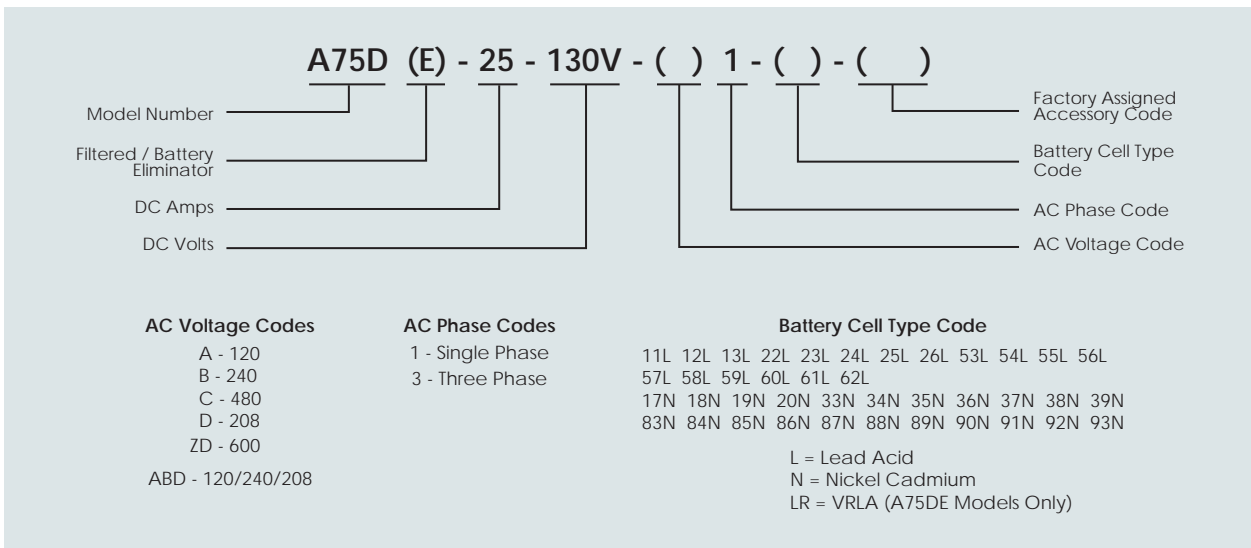 A75D (E) - 25 - 130V - ( ) 1 - ( ) - ( )
Model Number
Filtered / Battery
Eliminator
DC Amps
DC Volts
Factory Assigned
Accessory Code
Battery Cell Type
Code
AC Phase Code
AC Voltage Code
AC Voltage Codes
A - 120
B - 240
C - 480
D - 208
ZD - 600
ABD - 120/240/208
AC Phase Codes
1 - Single Phase
3 - Three Phase
Battery Cell Type Code
11L 12L 13L 22L 23L 24L 25L 26L 53L 54L 55L 56L
57L 58L 59L 60L 61L 62L
17N 18N 19N 20N 33N 34N 35N 36N 37N 38N 39N
83N 84N 85N 86N 87N 88N 89N 90N 91N 92N 93N
L = Lead Acid
N = Nickel Cadmium
LR = VRLA (A75DE Models Only)